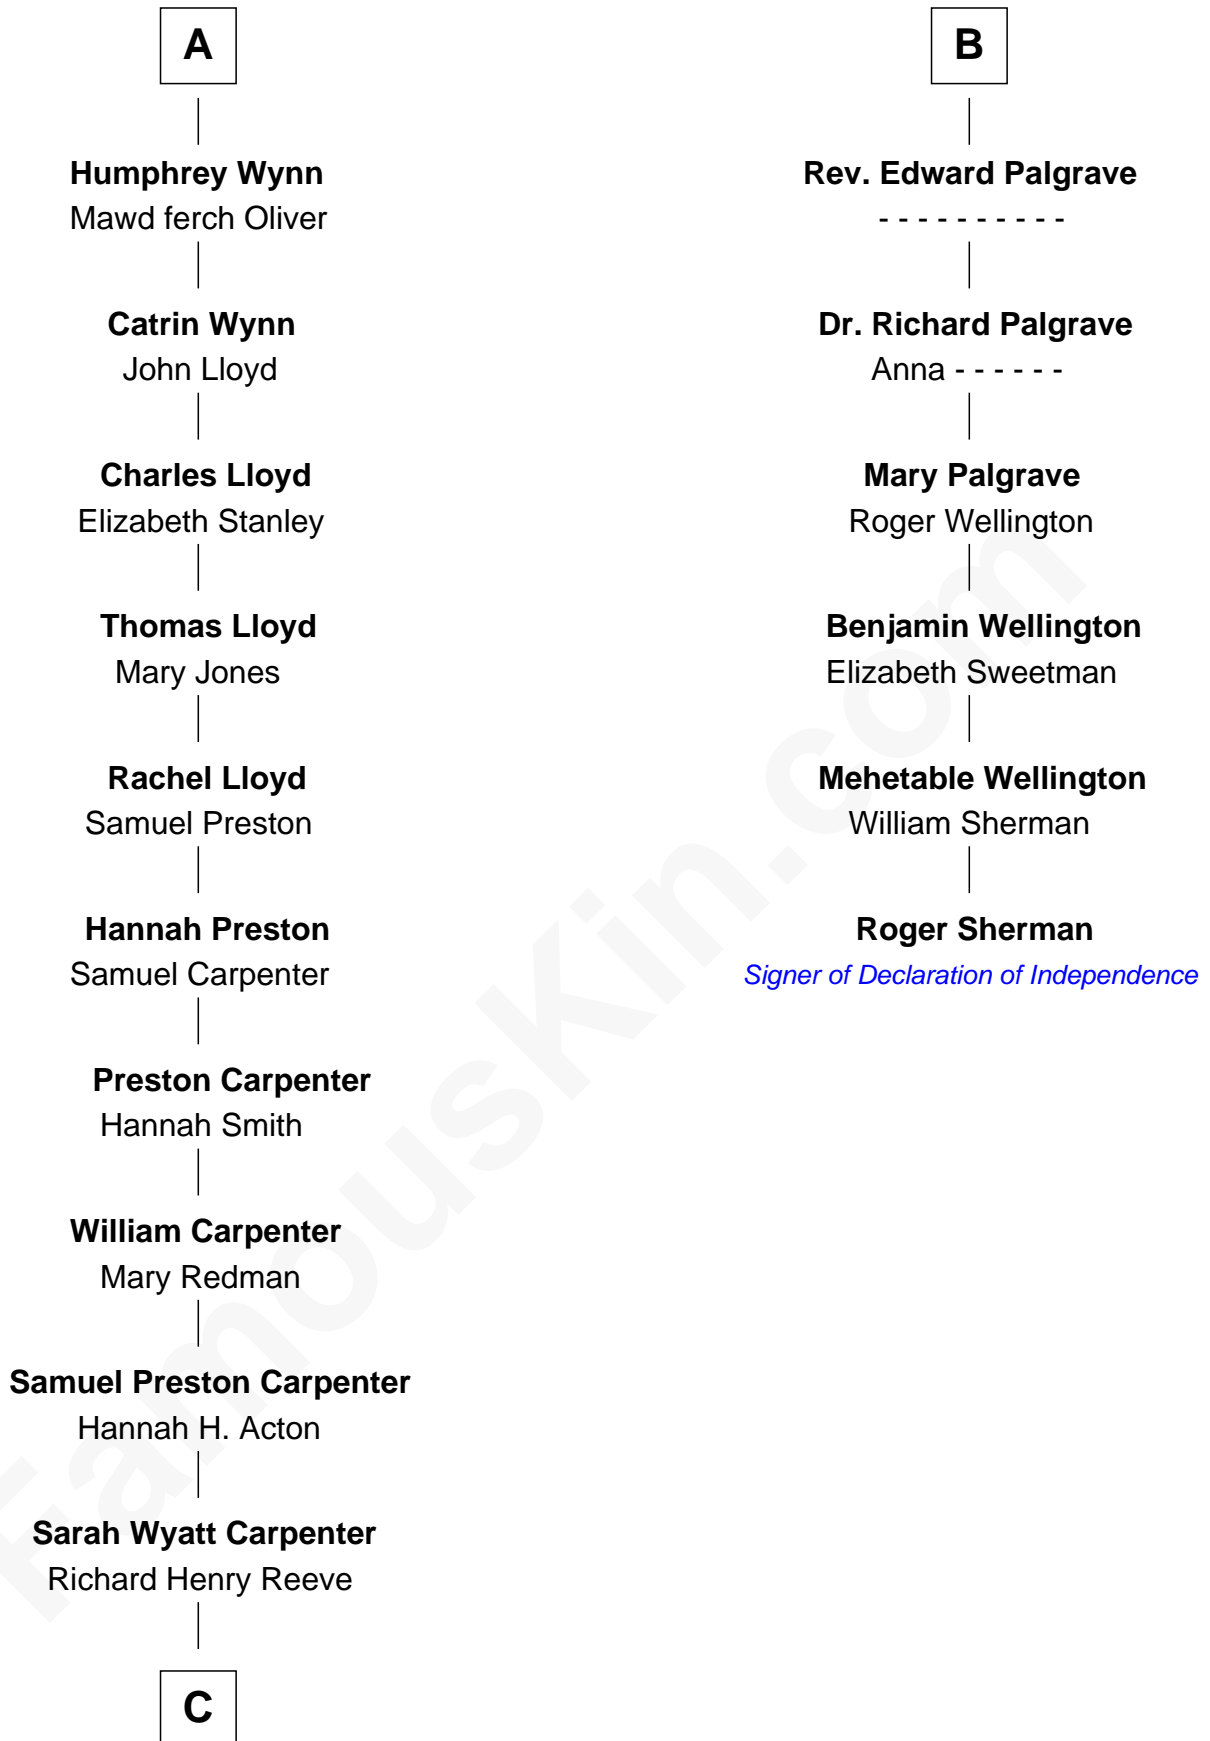 A
Humphrey Wynn
Mawd ferch Oliver
Catrin Wynn
John Lloyd
Charles Lloyd
Elizabeth Stanley
Thomas Lloyd
Mary Jones
Rachel Lloyd
Samuel Preston
Hannah Preston
Samuel Carpenter
Preston Carpenter
Hannah Smith
William Carpenter
Mary Redman
Samuel Preston Carpenter
Hannah H. Acton
Sarah Wyatt Carpenter
Richard Henry Reeve
C
B
Rev. Edward Palgrave
- - - - - - - - - -
Dr. Richard Palgrave
Anna - - - - - -
Mary Palgrave
Roger Wellington
Benjamin Wellington
Elizabeth Sweetman
Mehetable Wellington
William Sherman
Roger Sherman
Signer of Declaration of Independence
FamousKin.com